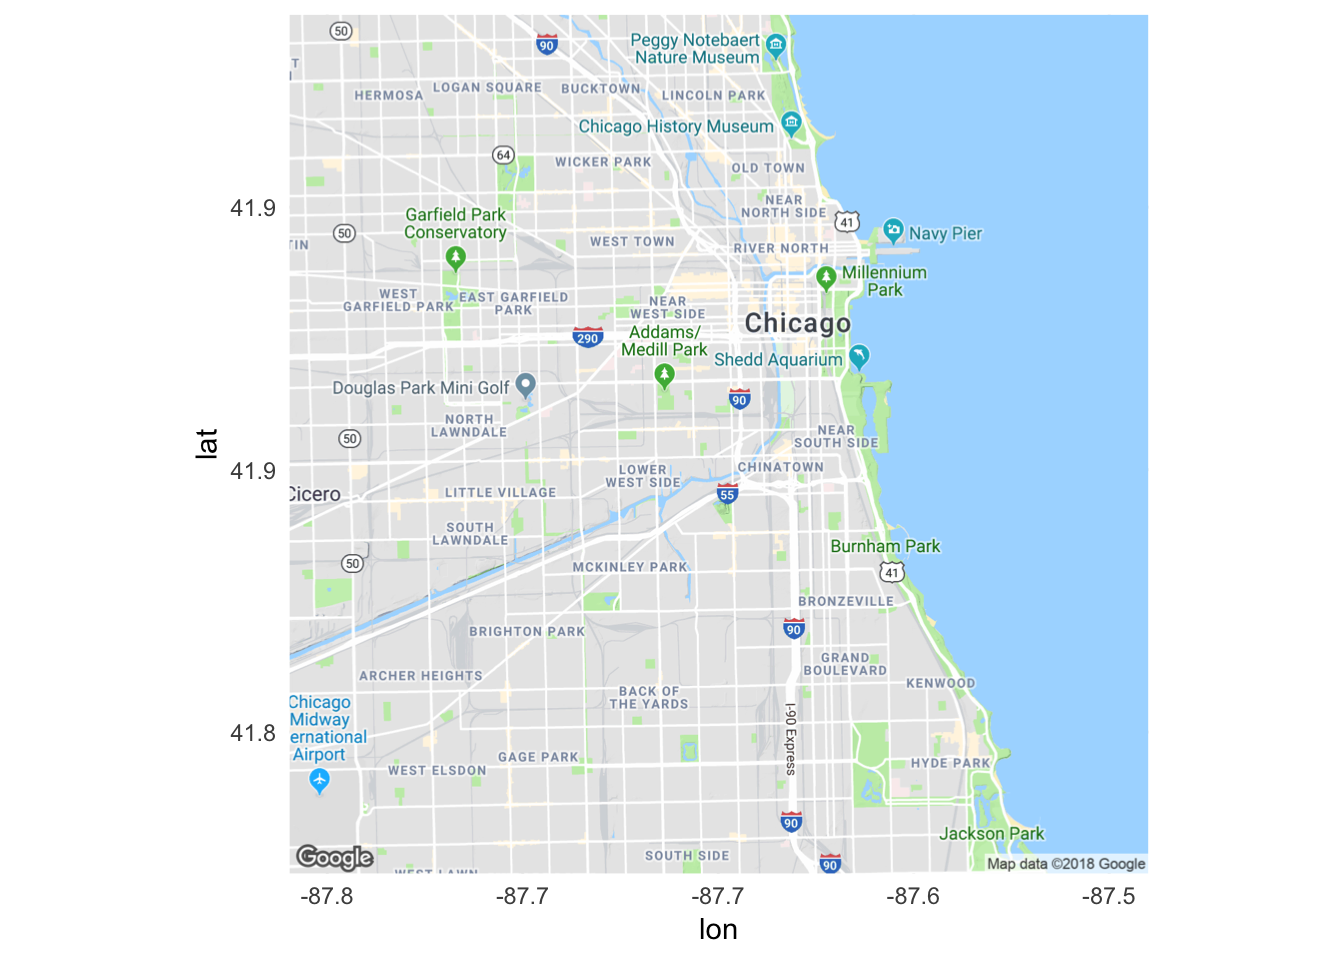 50
90
Peggy Notebaert
Nature Museum
T
HERMOSA
LOGAN SQUARE
BUCKTOWN
LINCOLN PARK
Chicago History Museum
64
WICKER PARK
OLD TOWN
41.9
NEAR
NORTH SIDE
Garfield Park
Conservatory
41
50
TIN
WEST TOWN
RIVER NORTH
Navy Pier
Millennium
Park
WEST
GARFIELD PARK
EAST GARFIELD
PARK
NEAR
WEST SIDE
Chicago
290
Addams/
Medill Park
Shedd Aquarium
Douglas Park Mini Golf
90
NORTH
LAWNDALE
50
NEAR
SOUTH SIDE
lat
41.9
LOWER
WEST SIDE
CHINATOWN
Cicero
LITTLE VILLAGE
55
SOUTH
LAWNDALE
Burnham Park
50
MCKINLEY PARK
41
BRONZEVILLE
BRIGHTON PARK
90
GRAND
BOULEVARD
ARCHER HEIGHTS
KENWOOD
BACK OF
THE YARDS
Chicago
Midway
ernational
Airport
41.8
I-90 Express
GAGE PARK
WEST ELSDON
HYDE PARK
90
Jackson Park
SOUTH SIDE
90
Google
WEST LAWN
Map data ©2018 Google
-87.8
-87.7
-87.7
-87.6
-87.5
lon